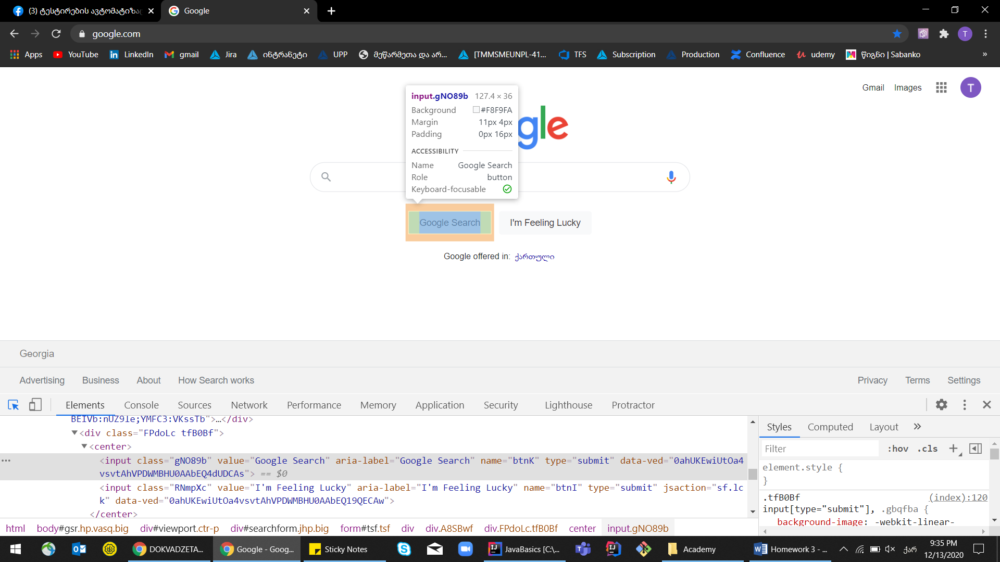 (3) ტესტირების ავტომატიზაც
Google
google.com
T
Apps YouTube LinkedIn gmail Jira ინტრანეტი UPP მეწარმეთა და არ... [TMMSMEUNPL-41... TFS Subscription Production Confluence udemy წიგნი | Sabanko »
Gmail Images T
input.gNO89b 127.4 × 36
Background #F8F9FA
Margin 11px 4px
Padding 0px 16px
ACCESSIBILITY
Name Google Search
Role button
Keyboard-focusable
gle
Google Search I'm Feeling Lucky
Google offered in: ქართული
Georgia
Advertising Business About How Search works Privacy Terms Settings
Elements Console Sources Network Performance Memory Application Security Lighthouse Protractor
BEIVb:nUZ9le;YMFC3:VKssTb">…</div>
<div class="FPdoLc tfB0Bf">
<center>
<input class="gNO89b" value="Google Search" aria-label="Google Search" name="btnK" type="submit" data-ved="0ahUKEwiUtOa4
vsvtAhVPDWMBHU0AAbEQ4dUDCAs"> == $0
<input class="RNmpXc" value="I'm Feeling Lucky" aria-label="I'm Feeling Lucky" name="btnI" type="submit" jsaction="sf.lc
k" data-ved="0ahUKEwiUtOa4vsvtAhVPDWMBHU0AAbEQ19QECAw">
</center>
html body#gsr.hp.vasq.big div#viewport.ctr-p div#searchform.jhp.big form#tsf.tsf div div.A8SBwf div.FPdoLc.tfB0Bf center input.gNO89b
Styles Computed Layout »
Filter :hov .cls +
element.style {
}
.tfB0Bf (index):120
input[type="submit"], .gbqfba {
background-image: -webkit-linear-
DOKVADZETA... Google - Goog... Sticky Notes JavaBasics [C:\... Academy Homework 3 - ... ქარ 9:35 PM
12/13/2020